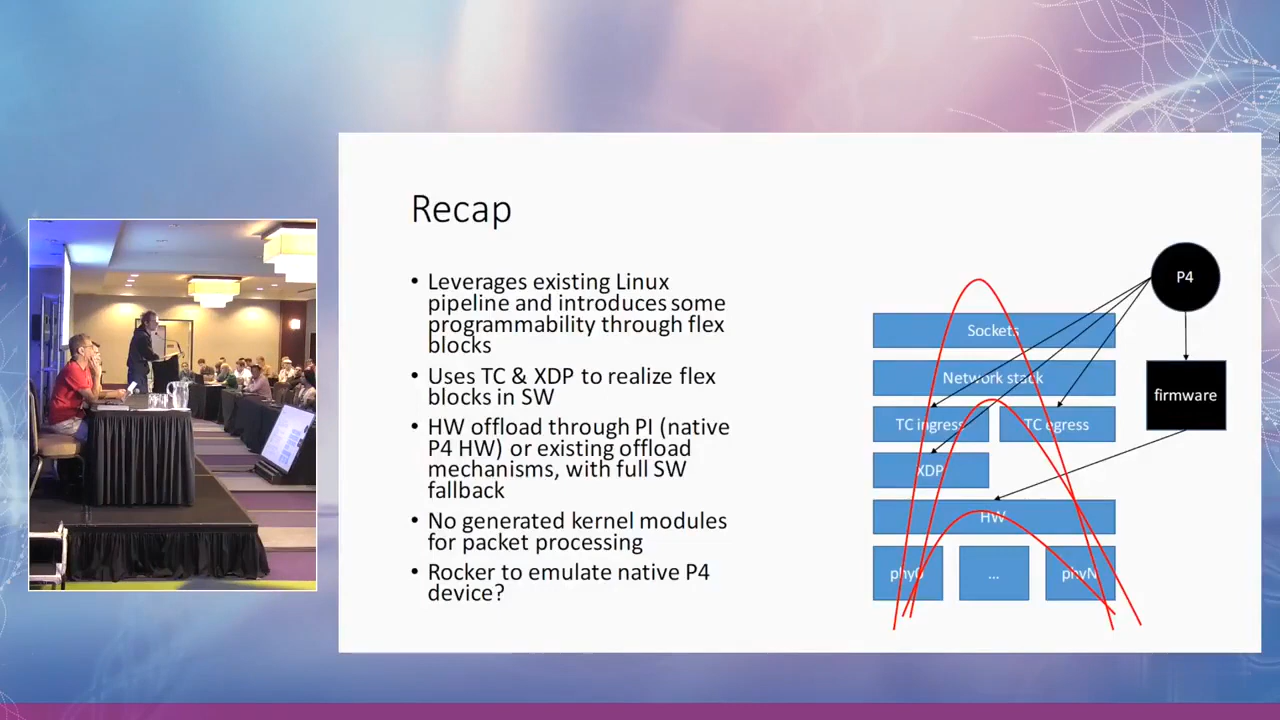 Recap
• Leverages existing Linux
pipeline and introduces some
programmability through flex
blocks
• Uses TC & XDP to realize flex
blocks in SW
• HW offload through PI (native
P4 HW) or existing offload
mechanisms, with full SW
fallback
• No generated kernel modules
for packet processing
• Rocker to emulate native P4
device?
P4
Sockets
Network stack
firmware
TC ingress
TC egress
XDP
HW
phy0
...
phyN